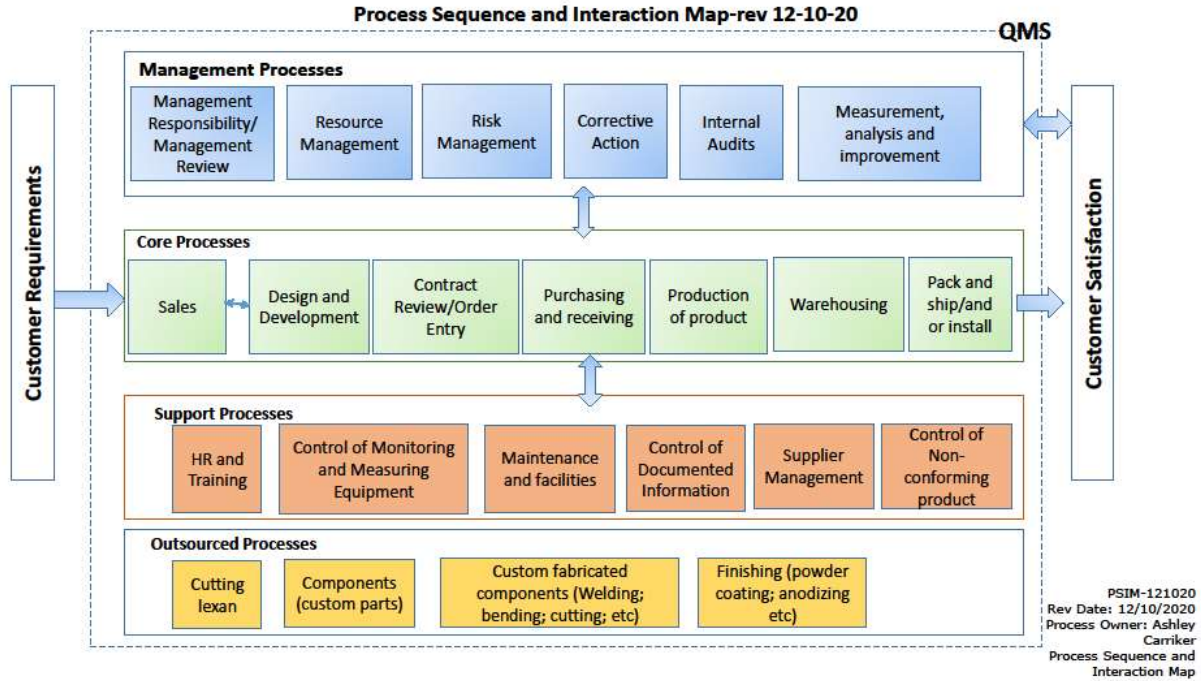 Process Sequence and Interaction Map-rev 12-10-20
QMS
Customer Requirements
Management Processes
Management
Responsibility/
Management
Review
Resource
Management
Risk
Management
Corrective
Action
Internal
Audits
Measurement,
analysis and
improvement
Core Processes
Sales
Design and
Development
Contract
Review/Order
Entry
Purchasing
and receiving
Production
of product
Warehousing
Pack and
ship/and
or install
Support Processes
HR and
Training
Control of Monitoring
and Measuring
Equipment
Maintenance
and facilities
Control of
Documented
Information
Supplier
Management
Control of
Non-
conforming
product
Outsourced Processes
Cutting
lexan
Components
(custom parts)
Custom fabricated
components (Welding;
bending; cutting; etc)
Finishing (powder
coating; anodizing
etc)
Customer Satisfaction
PSIM-121020
Rev Date: 12/10/2020
Process Owner: Ashley
Carriker
Process Sequence and
Interaction Map